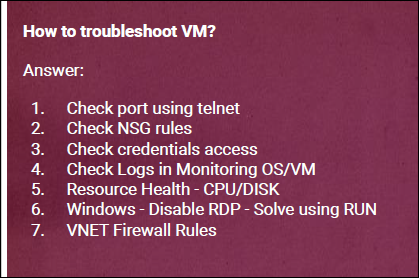 How to troubleshoot VM?
Answer:
1. Check port using telnet
2. Check NSG rules
3. Check credentials access
4. Check Logs in Monitoring OS/VM
5. Resource Health - CPU/DISK
6. Windows - Disable RDP - Solve using RUN
7. VNET Firewall Rules